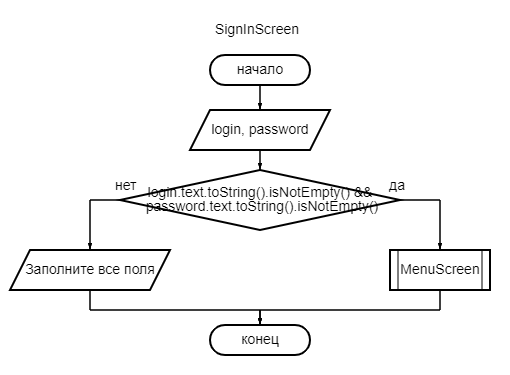 SignInScreen
начало
login, password
нет
да
login.text.toString().isNotEmpty() &&
password.text.toString().isNotEmpty()
Заполните все поля
MenuScreen
конец